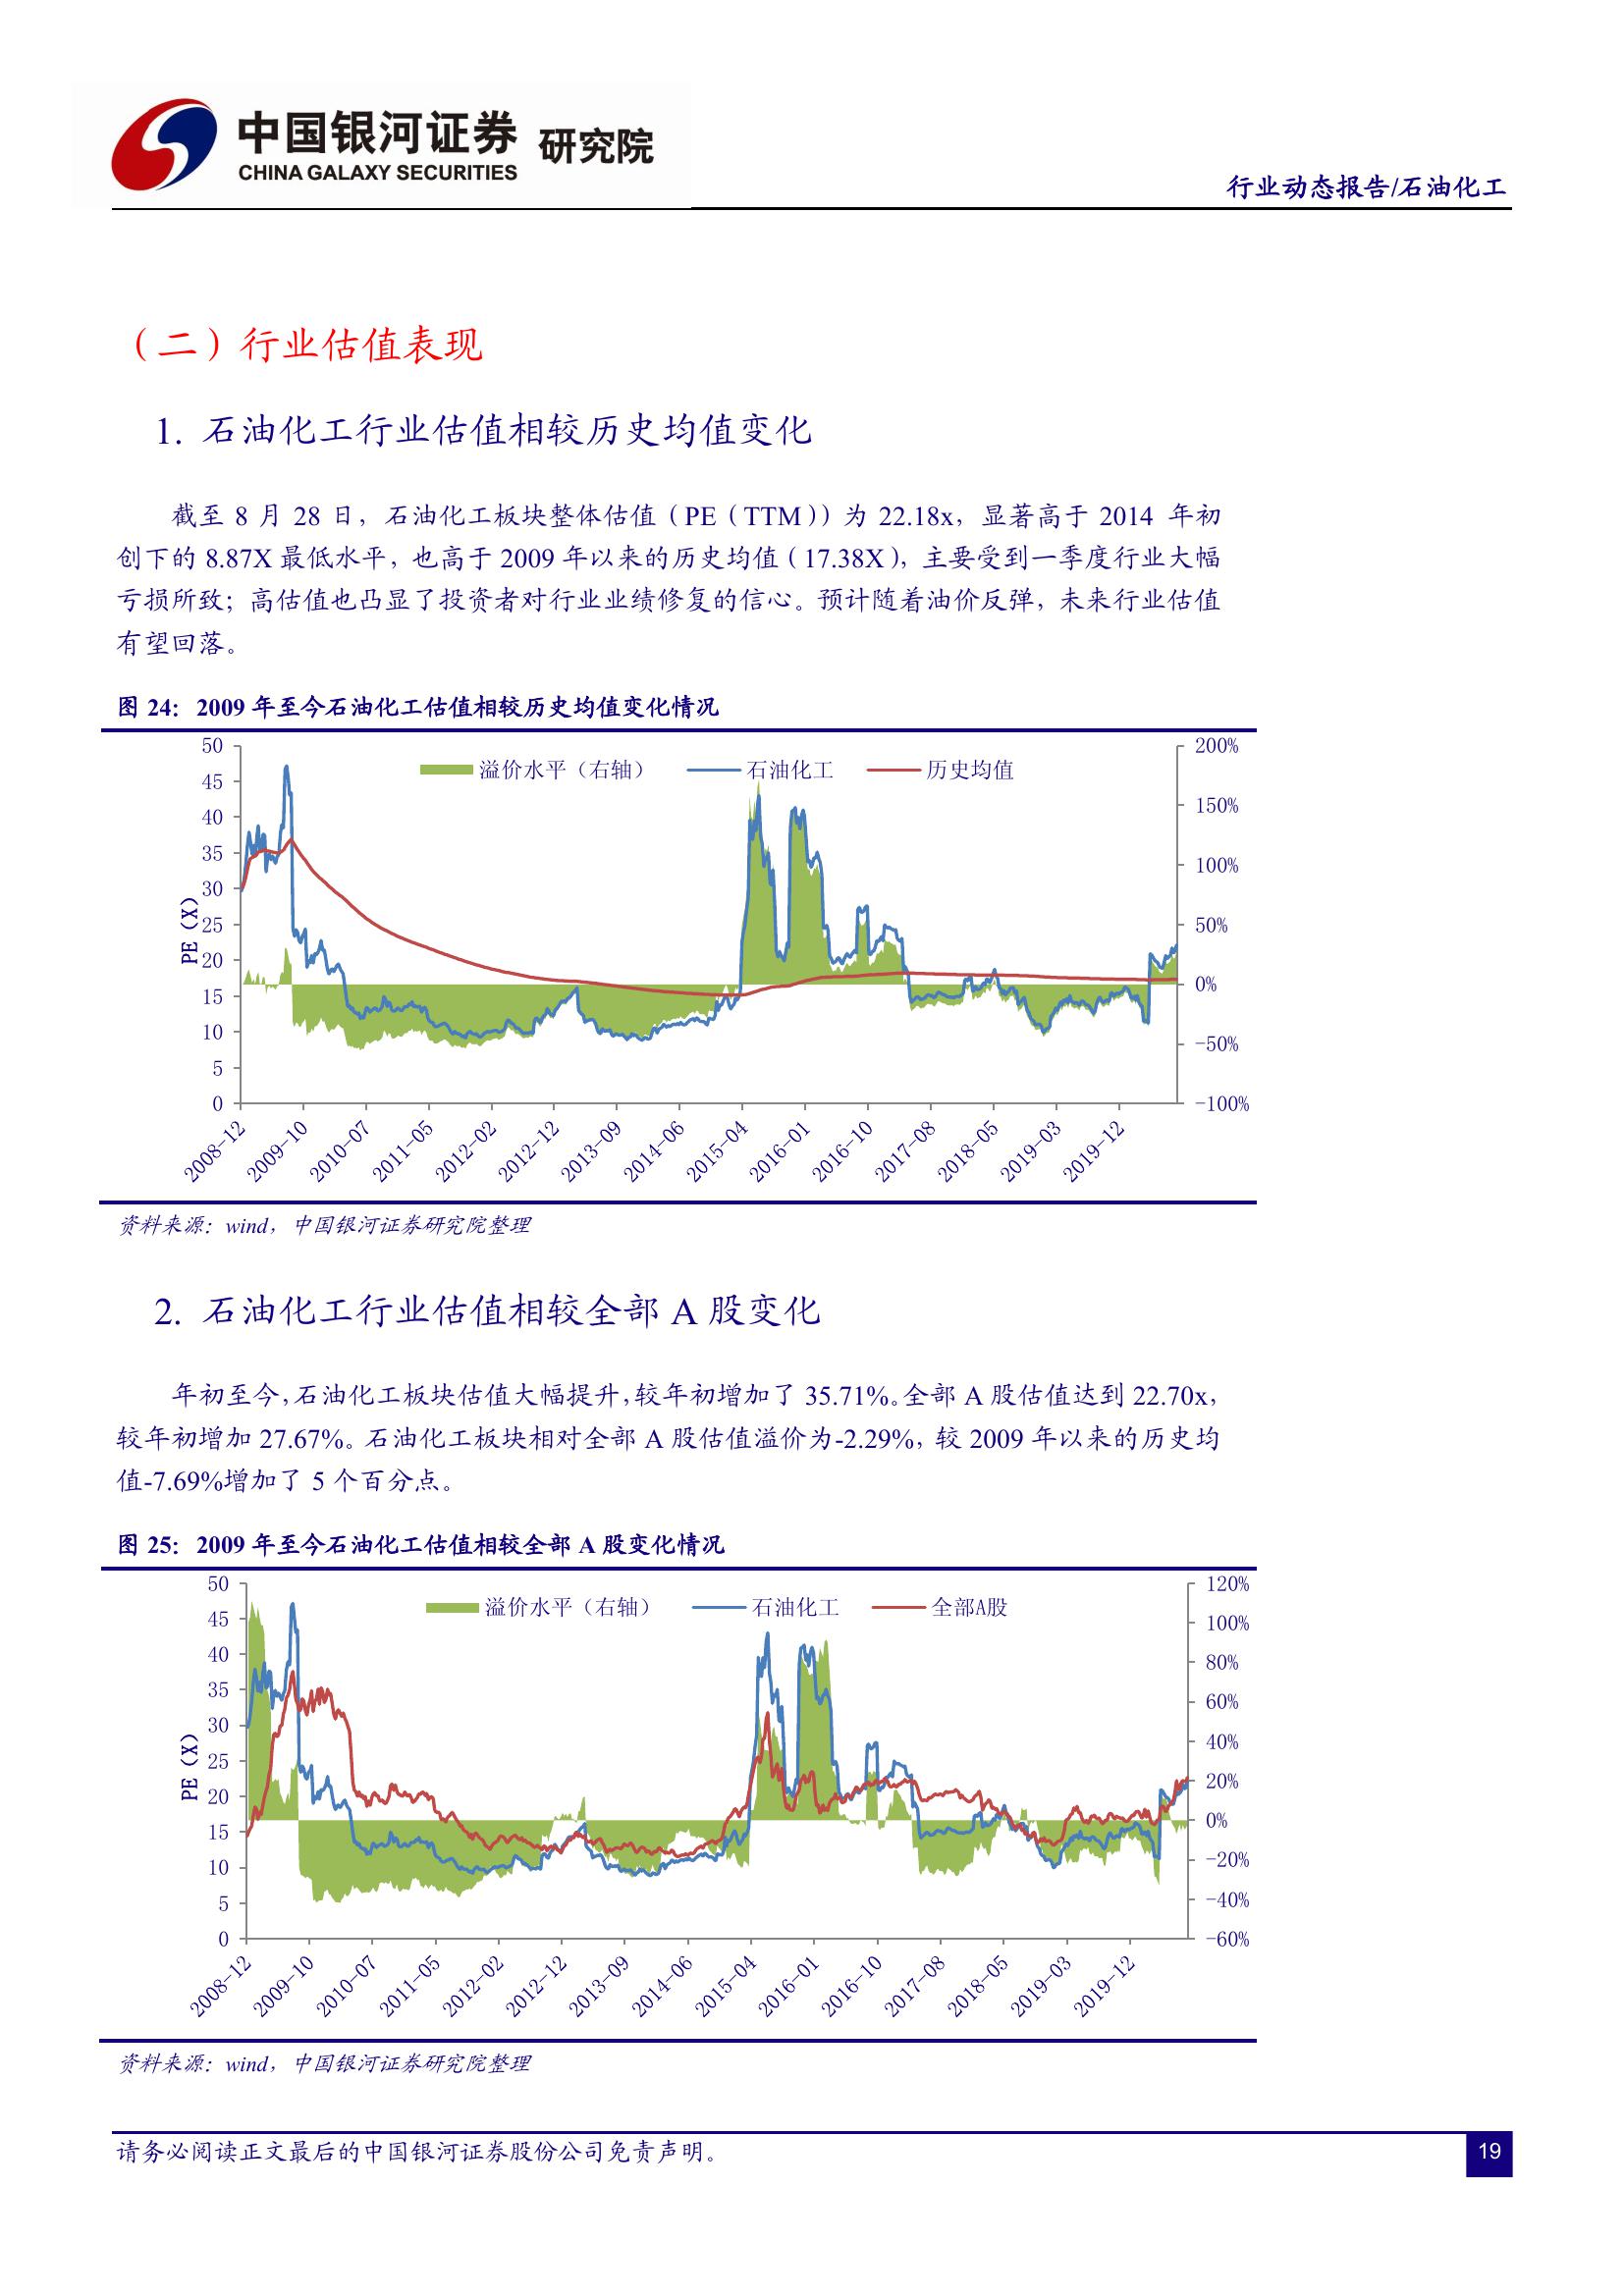 中国银河证券 研究院
CHINA GALAXY SECURITIES
行业动态报告/石油化工
（二）行业估值表现
1. 石油化工行业估值相较历史均值变化
截至 8 月 28 日，石油化工板块整体估值（PE（TTM））为 22.18x，显著高于 2014 年初
创下的 8.87X 最低水平，也高于 2009 年以来的历史均值（17.38X），主要受到一季度行业大幅
亏损所致；高估值也凸显了投资者对行业业绩修复的信心。预计随着油价反弹，未来行业估值
有望回落。
图 24：2009 年至今石油化工估值相较历史均值变化情况
溢价水平（右轴） 石油化工 历史均值
PE（X）
50
45
40
35
30
25
20
15
10
5
0
200%
150%
100%
50%
0%
-50%
-100%
2008-12 2009-10 2010-07 2011-05 2012-02 2012-12 2013-09 2014-06 2015-04 2016-01 2016-10 2017-08 2018-05 2019-03 2019-12
资料来源：wind，中国银河证券研究院整理
2. 石油化工行业估值相较全部 A 股变化
年初至今，石油化工板块估值大幅提升，较年初增加了 35.71%。全部 A 股估值达到 22.70x，
较年初增加 27.67%。石油化工板块相对全部 A 股估值溢价为-2.29%，较 2009 年以来的历史均
值-7.69%增加了 5 个百分点。
图 25：2009 年至今石油化工估值相较全部 A 股变化情况
溢价水平（右轴） 石油化工 全部A股
PE（X）
50
45
40
35
30
25
20
15
10
5
0
120%
100%
80%
60%
40%
20%
0%
-20%
-40%
-60%
2008-12 2009-10 2010-07 2011-05 2012-02 2012-12 2013-09 2014-06 2015-04 2016-01 2016-10 2017-08 2018-05 2019-03 2019-12
资料来源：wind，中国银河证券研究院整理
请务必阅读正文最后的中国银河证券股份公司免责声明。
19